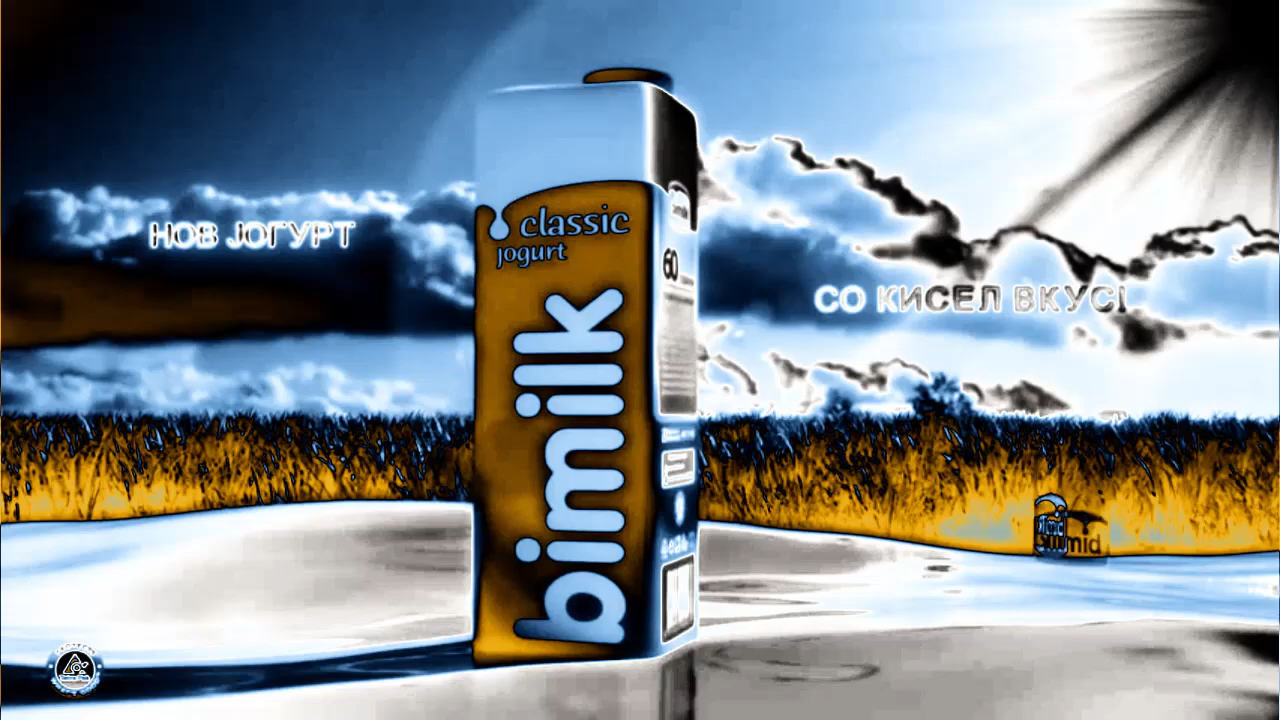 НОВ ЈОГУРТ
СО КИСЕЛ ВКУС!
classic
jogurt
bimilk
60